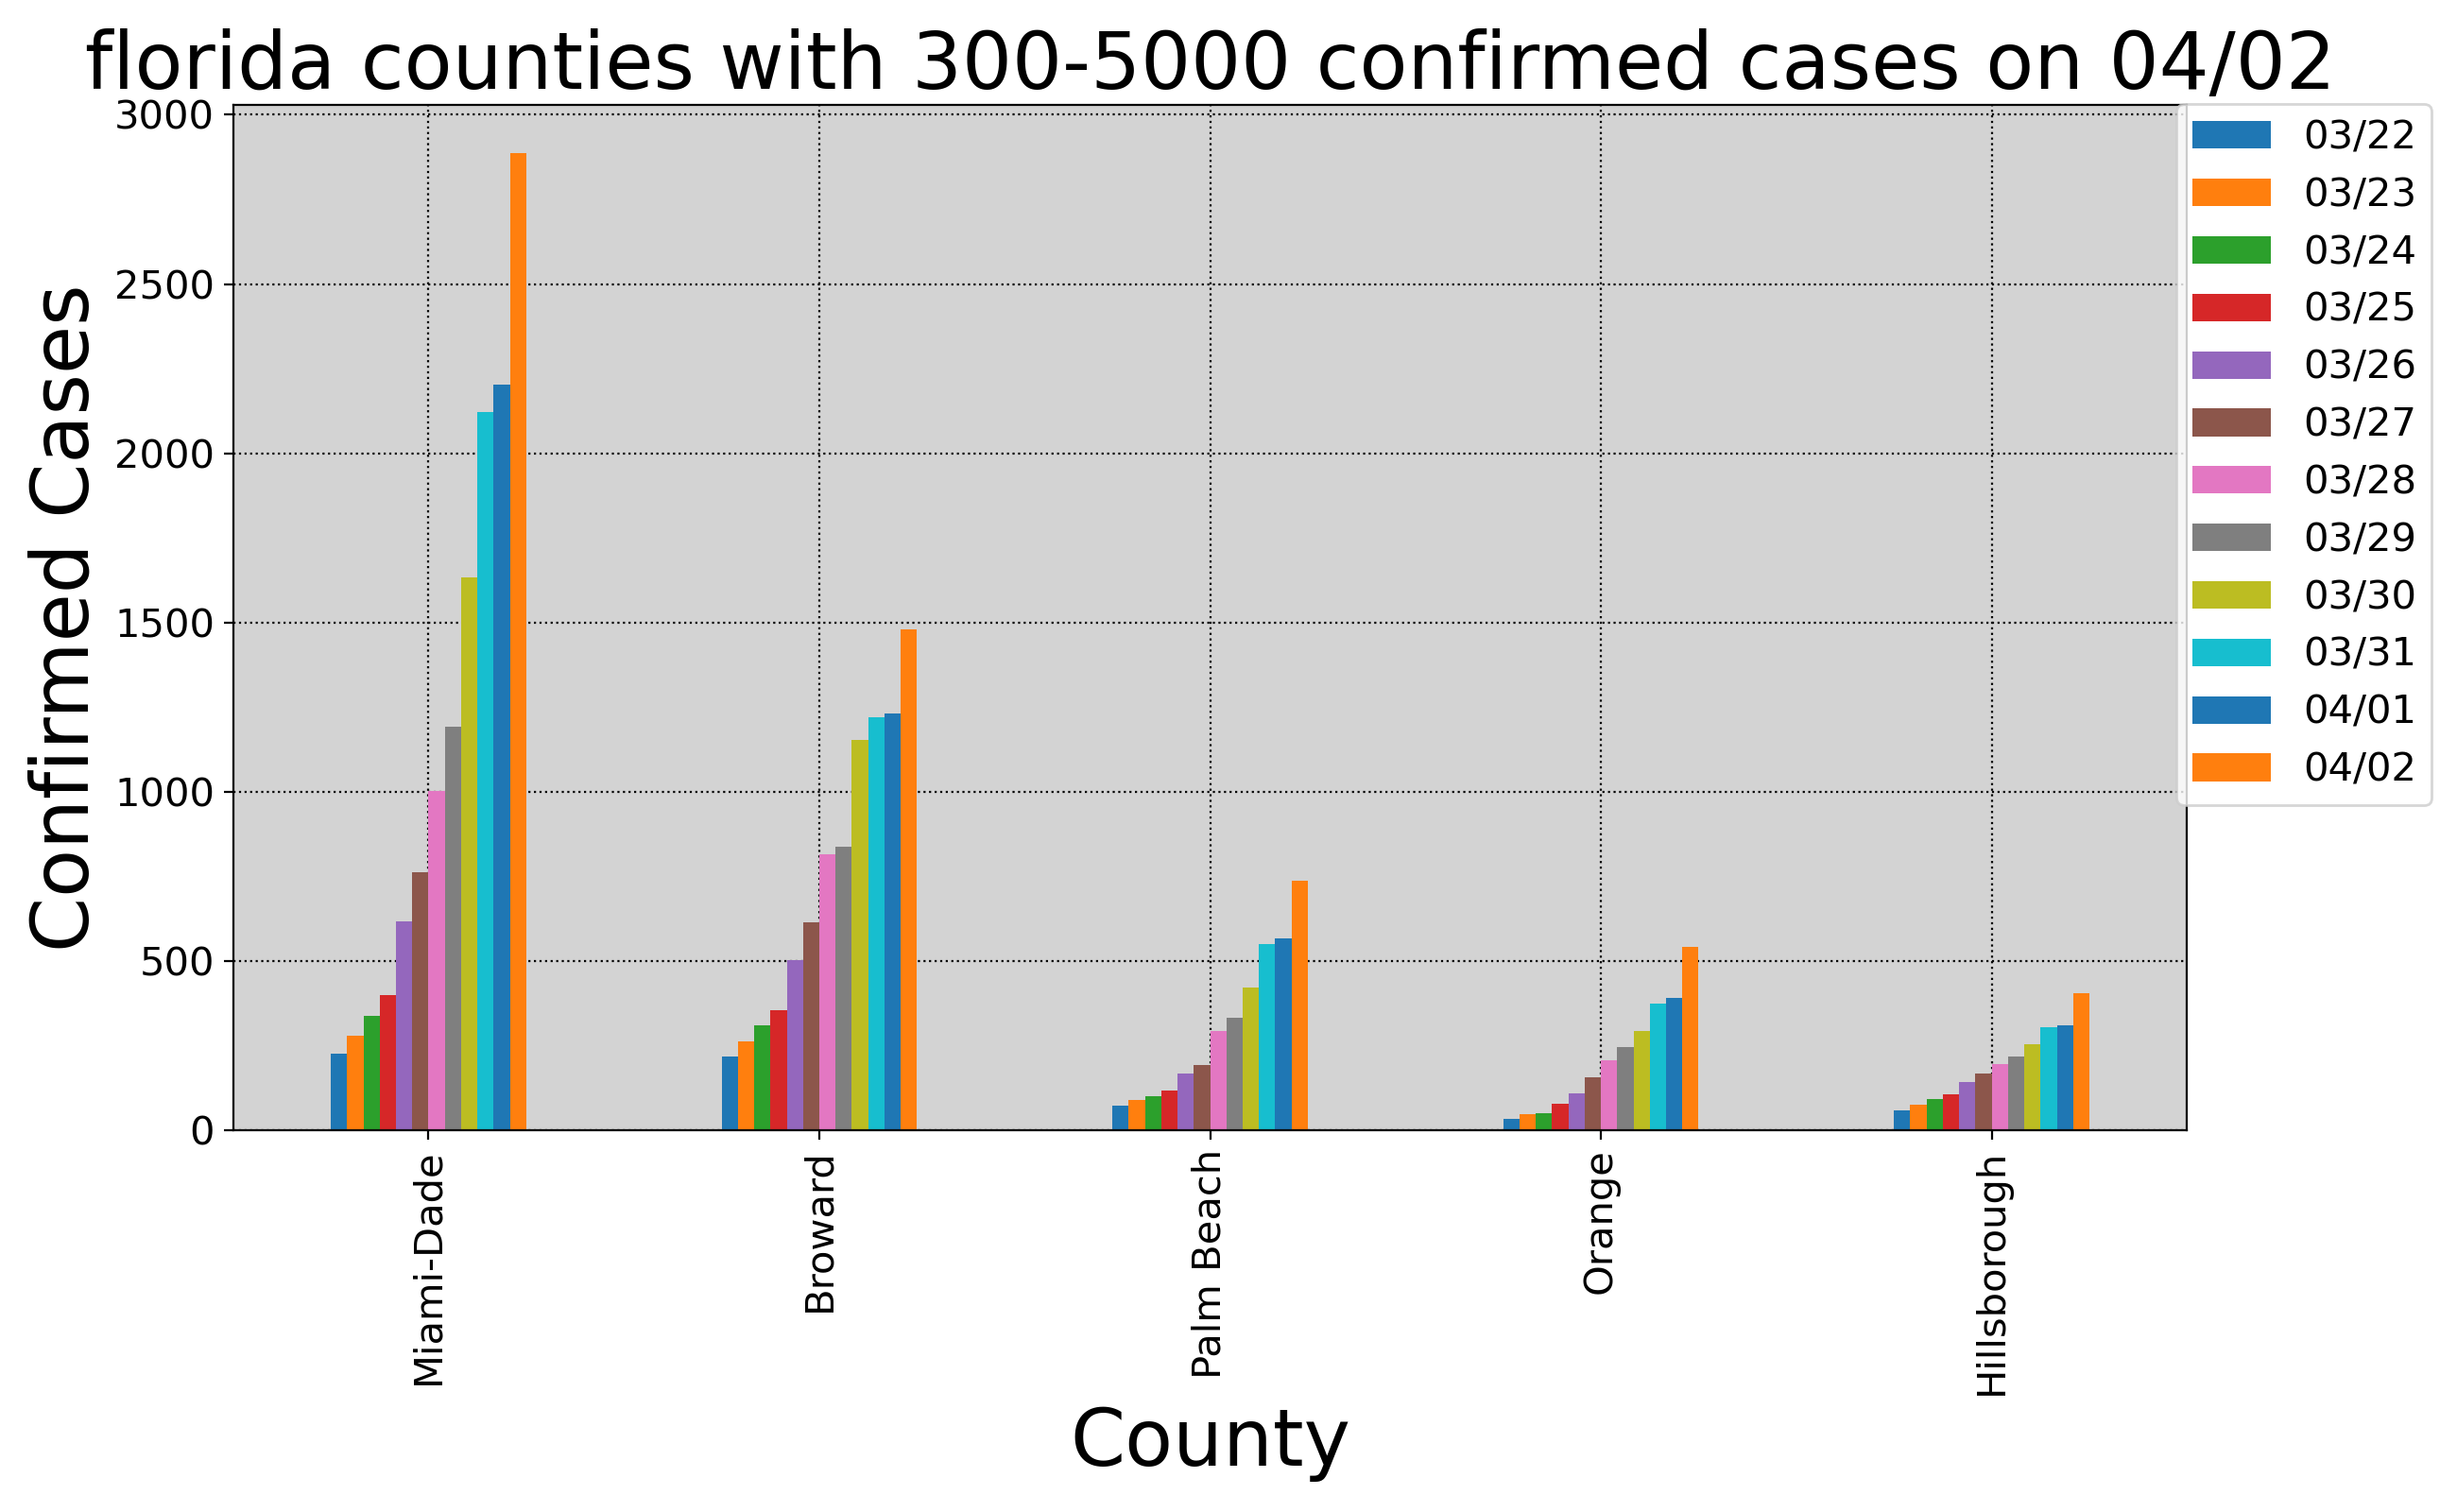 florida counties with 300-5000 confirmed cases on 04/02
Confirmed Cases
3000
2500
2000
1500
1000
500
0
03/22
03/23
03/24
03/25
03/26
03/27
03/28
03/29
03/30
03/31
04/01
04/02
Miami-Dade
Broward
Palm Beach
Orange
Hillsborough
County